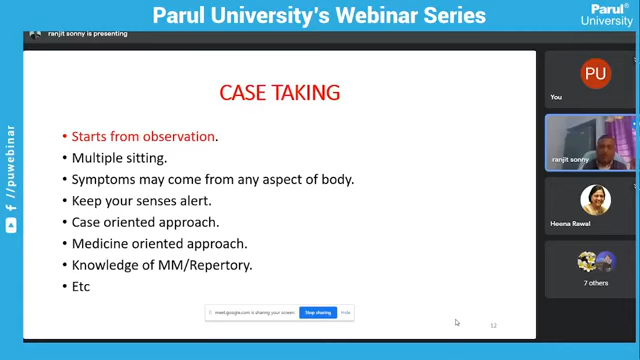 Parul University's Webinar Series
Parul®
University
ranjit sonny is presenting
CASE TAKING
• Starts from observation.
• Multiple sitting.
• Symptoms may come from any aspect of body.
• Keep your senses alert.
• Case oriented approach.
• Medicine oriented approach.
• Knowledge of MM/Repertory.
• Etc
meet.google.com is sharing your screen.
Stop sharing
Hide
12
PU
You
ranjit sonny
Heena Rawal
7 others
f //puwebinar